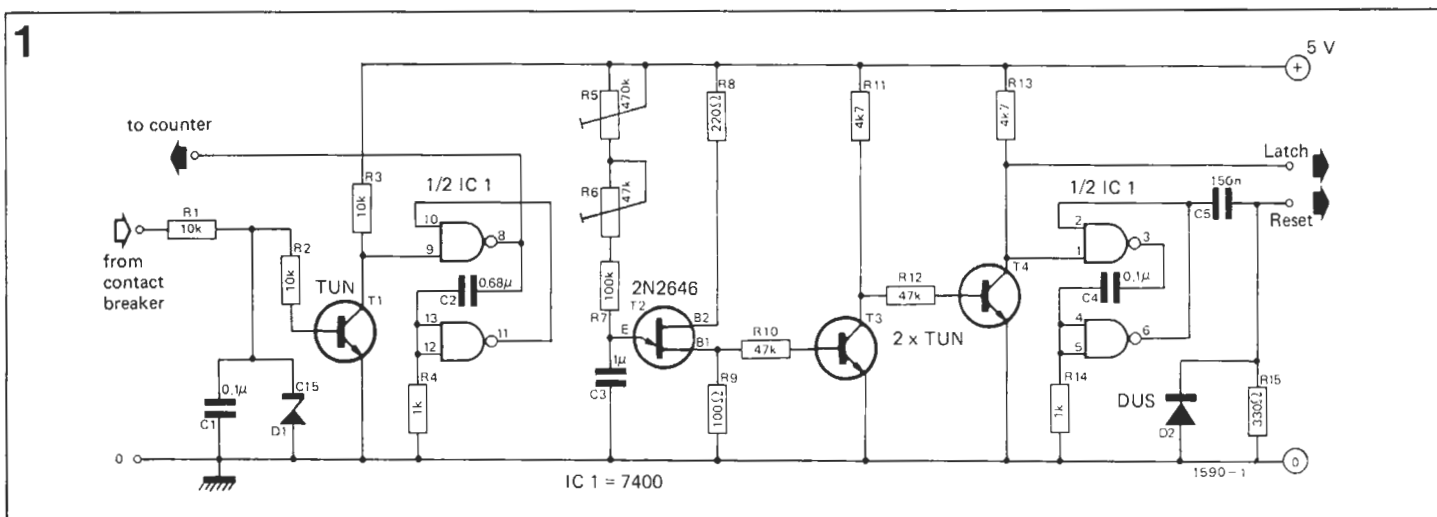 1
5 V
+
to counter
from
contact
breaker
R1
10k
R2
10k
R3
10k
TUN
T1
C1
0,1µ
C15
D1
1/2 IC 1
10
9
8
C2
0,68µ
13
12
11
R4
1k
R5
470k
R6
47k
R7
100k
C3
1µ
2N2646
T2
E
B2
B1
R8
220Ω
R9
100Ω
R10
47k
R11
4k7
T3
R12
47k
2 x TUN
R13
4k7
T4
1/2 IC 1
2
1
3
C4
0,1µ
4
5
6
R14
1k
150n
C5
Latch
Reset
DUS
D2
R15
330Ω
0
0
IC 1 = 7400
1590-1